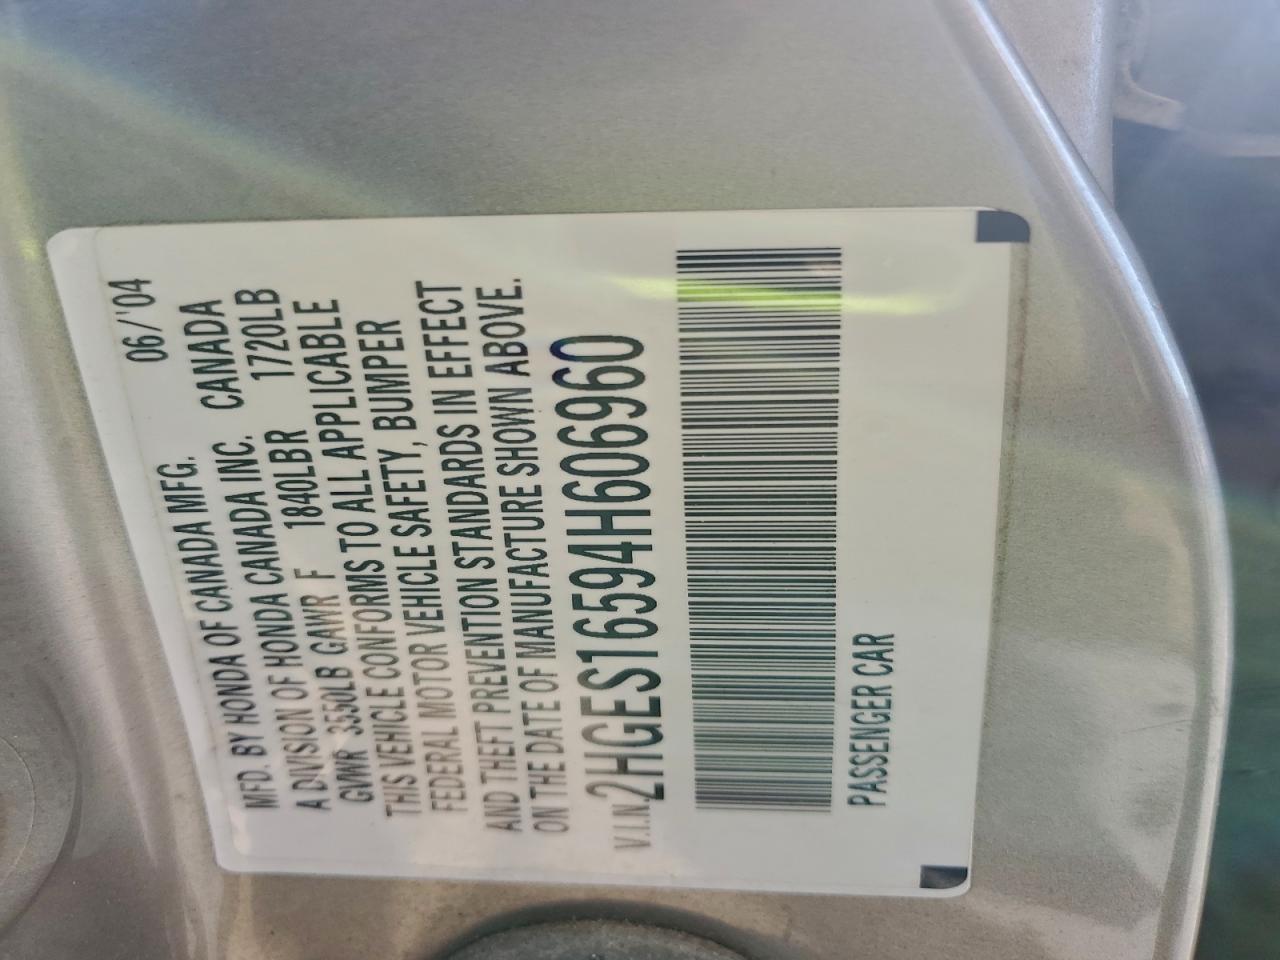 MFD. BY HONDA OF CANADA MFG. 06/'04
A DIVISION OF HONDA CANADA INC. CANADA
GVWR 3550LB GAWR F 1840LBR 1720LB
THIS VEHICLE CONFORMS TO ALL APPLICABLE
FEDERAL MOTOR VEHICLE SAFETY, BUMPER
AND THEFT PREVENTION STANDARDS IN EFFECT
ON THE DATE OF MANUFACTURE SHOWN ABOVE.
V.I.N. 2HGES16594H606960
PASSENGER CAR